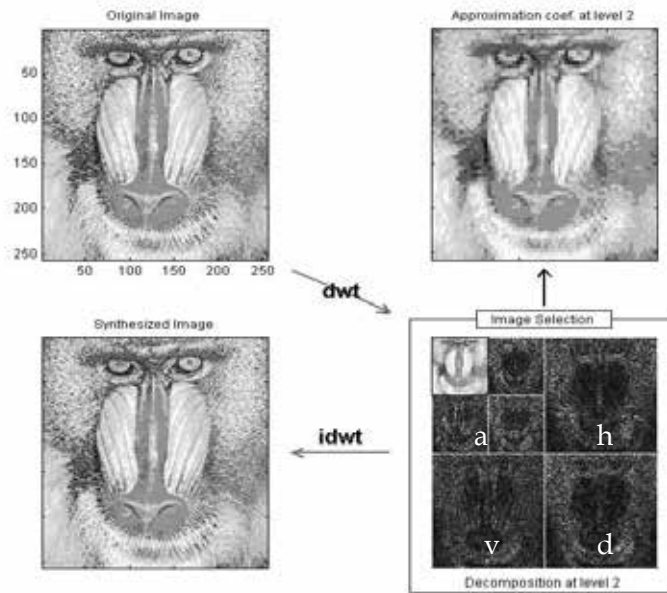 Original Image
50
100
150
200
250
50 100 150 200 250
Approximation coef. at level 2
dwt
Synthesized Image
idwt
Image Selection
a
h
v
d
Decomposition at level 2